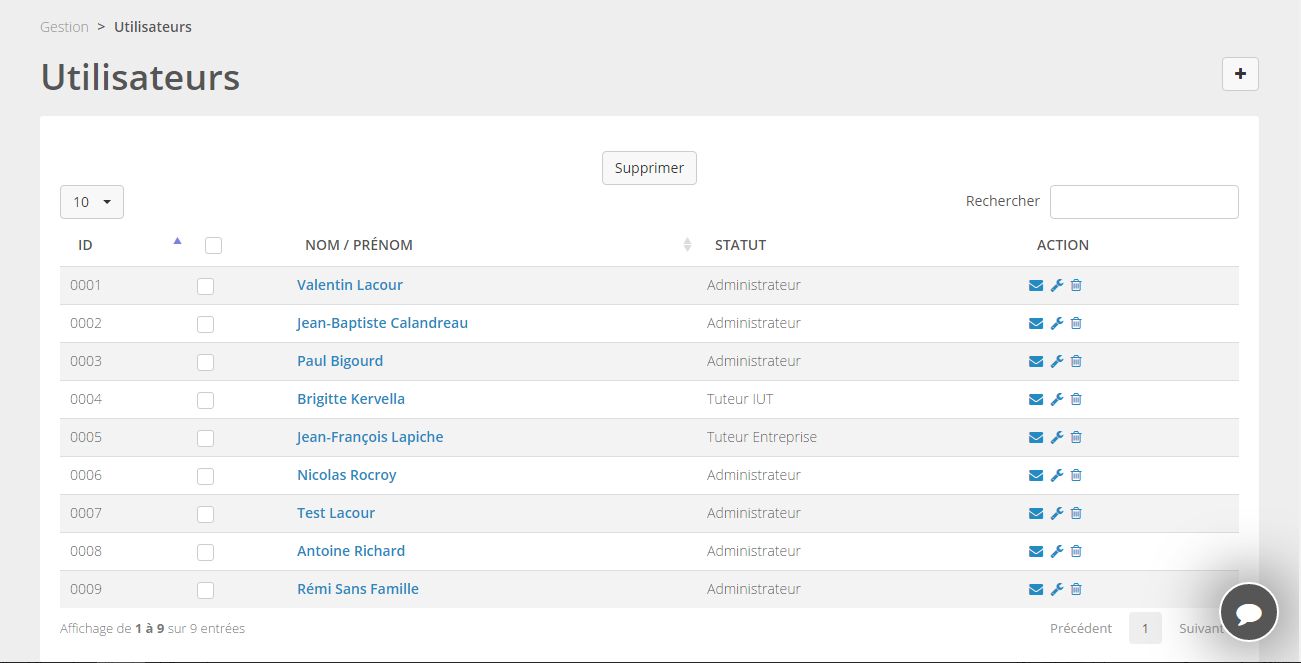 Gestion > Utilisateurs
Utilisateurs
+
Supprimer
10 Rechercher
ID NOM / PRÉNOM STATUT ACTION
0001 Valentin Lacour Administrateur
0002 Jean-Baptiste Calandreau Administrateur
0003 Paul Bigourd Administrateur
0004 Brigitte Kervella Tuteur IUT
0005 Jean-François Lapiche Tuteur Entreprise
0006 Nicolas Rocroy Administrateur
0007 Test Lacour Administrateur
0008 Antoine Richard Administrateur
0009 Rémi Sans Famille Administrateur
Affichage de 1 à 9 sur 9 entrées Précédent 1 Suivant